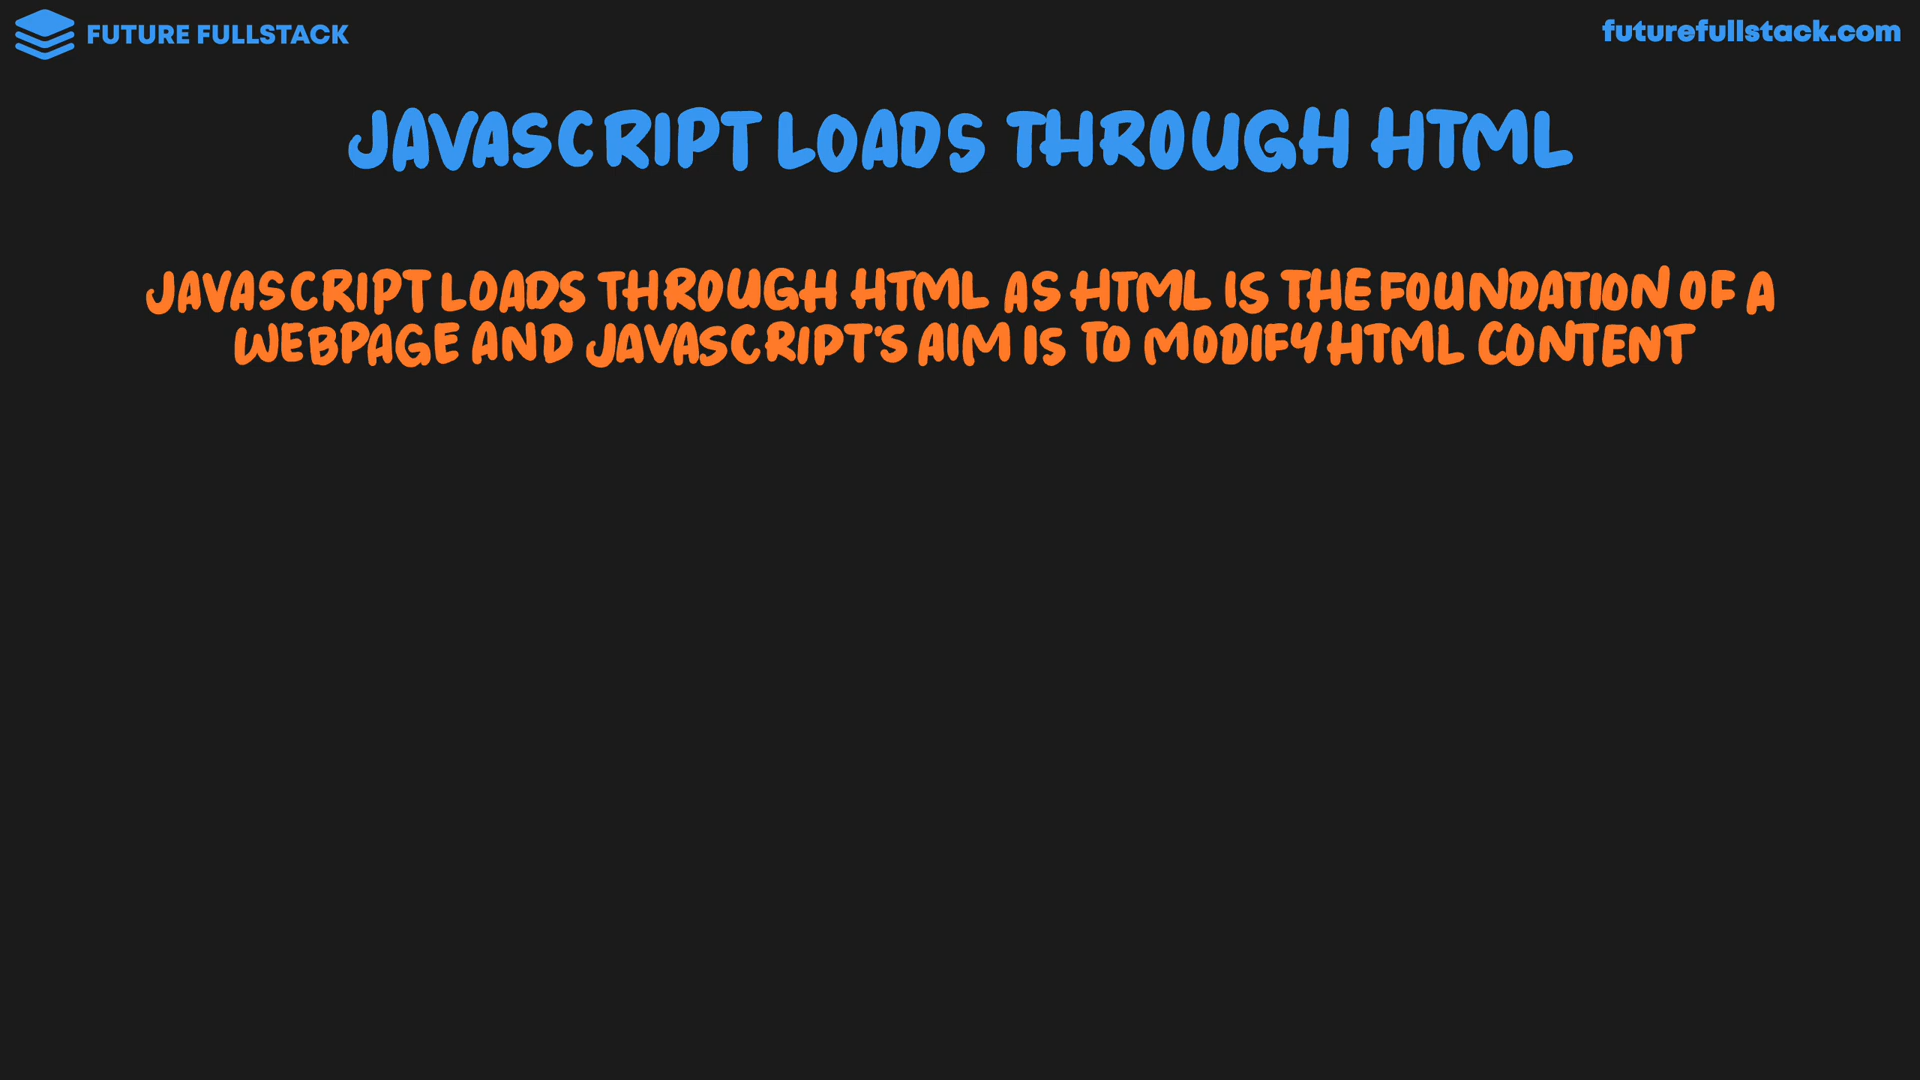 FUTURE FULLSTACK
futurefullstack.com
JAVASCRIPT LOADS THROUGH HTML
JAVASCRIPT LOADS THROUGH HTML AS HTML IS THE FOUNDATION OF A
WEBPAGE AND JAVASCRIPT'S AIM IS TO MODIFY HTML CONTENT